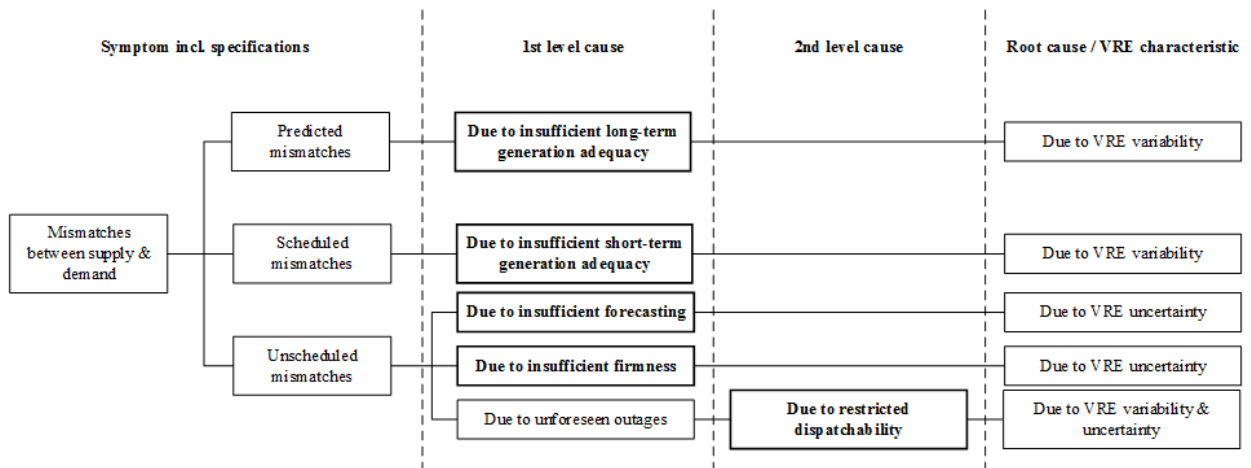 Symptom incl. specifications
1st level cause
2nd level cause
Root cause / VRE characteristic
Mismatches
between supply &
demand
Predicted
mismatches
Due to insufficient long-term
generation adequacy
Due to VRE variability
Scheduled
mismatches
Due to insufficient short-term
generation adequacy
Due to VRE variability
Unscheduled
mismatches
Due to insufficient forecasting
Due to VRE uncertainty
Due to insufficient firmness
Due to VRE uncertainty
Due to unforeseen outages
Due to restricted
dispatchability
Due to VRE variability &
uncertainty